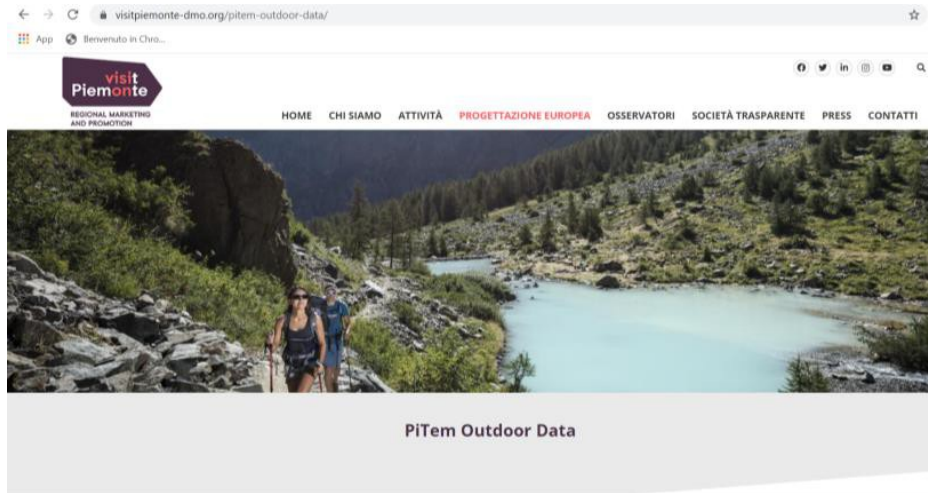 visitpiemonte-dmo.org/pitem-outdoor-data/
App Benvenuto in Chro...
visit
Piemonte
REGIONAL MARKETING
AND PROMOTION
HOME CHI SIAMO ATTIVITÀ PROGETTAZIONE EUROPEA OSSERVATORI SOCIETÀ TRASPARENTE PRESS CONTATTI
PiTem Outdoor Data